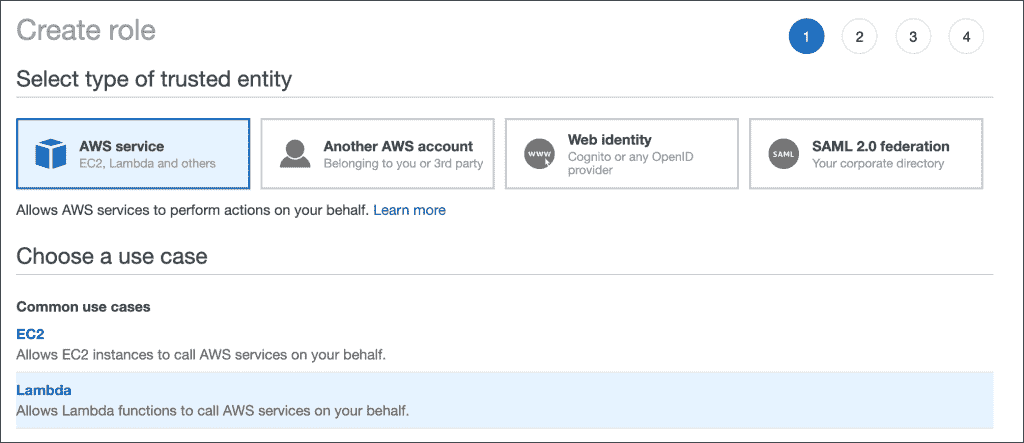 Create role
1 2 3 4
Select type of trusted entity
AWS service
EC2, Lambda and others
Another AWS account
Belonging to you or 3rd party
Web identity
Cognito or any OpenID
provider
SAML 2.0 federation
Your corporate directory
WWW
SAML
Allows AWS services to perform actions on your behalf. Learn more
Choose a use case
Common use cases
EC2
Allows EC2 instances to call AWS services on your behalf.
Lambda
Allows Lambda functions to call AWS services on your behalf.